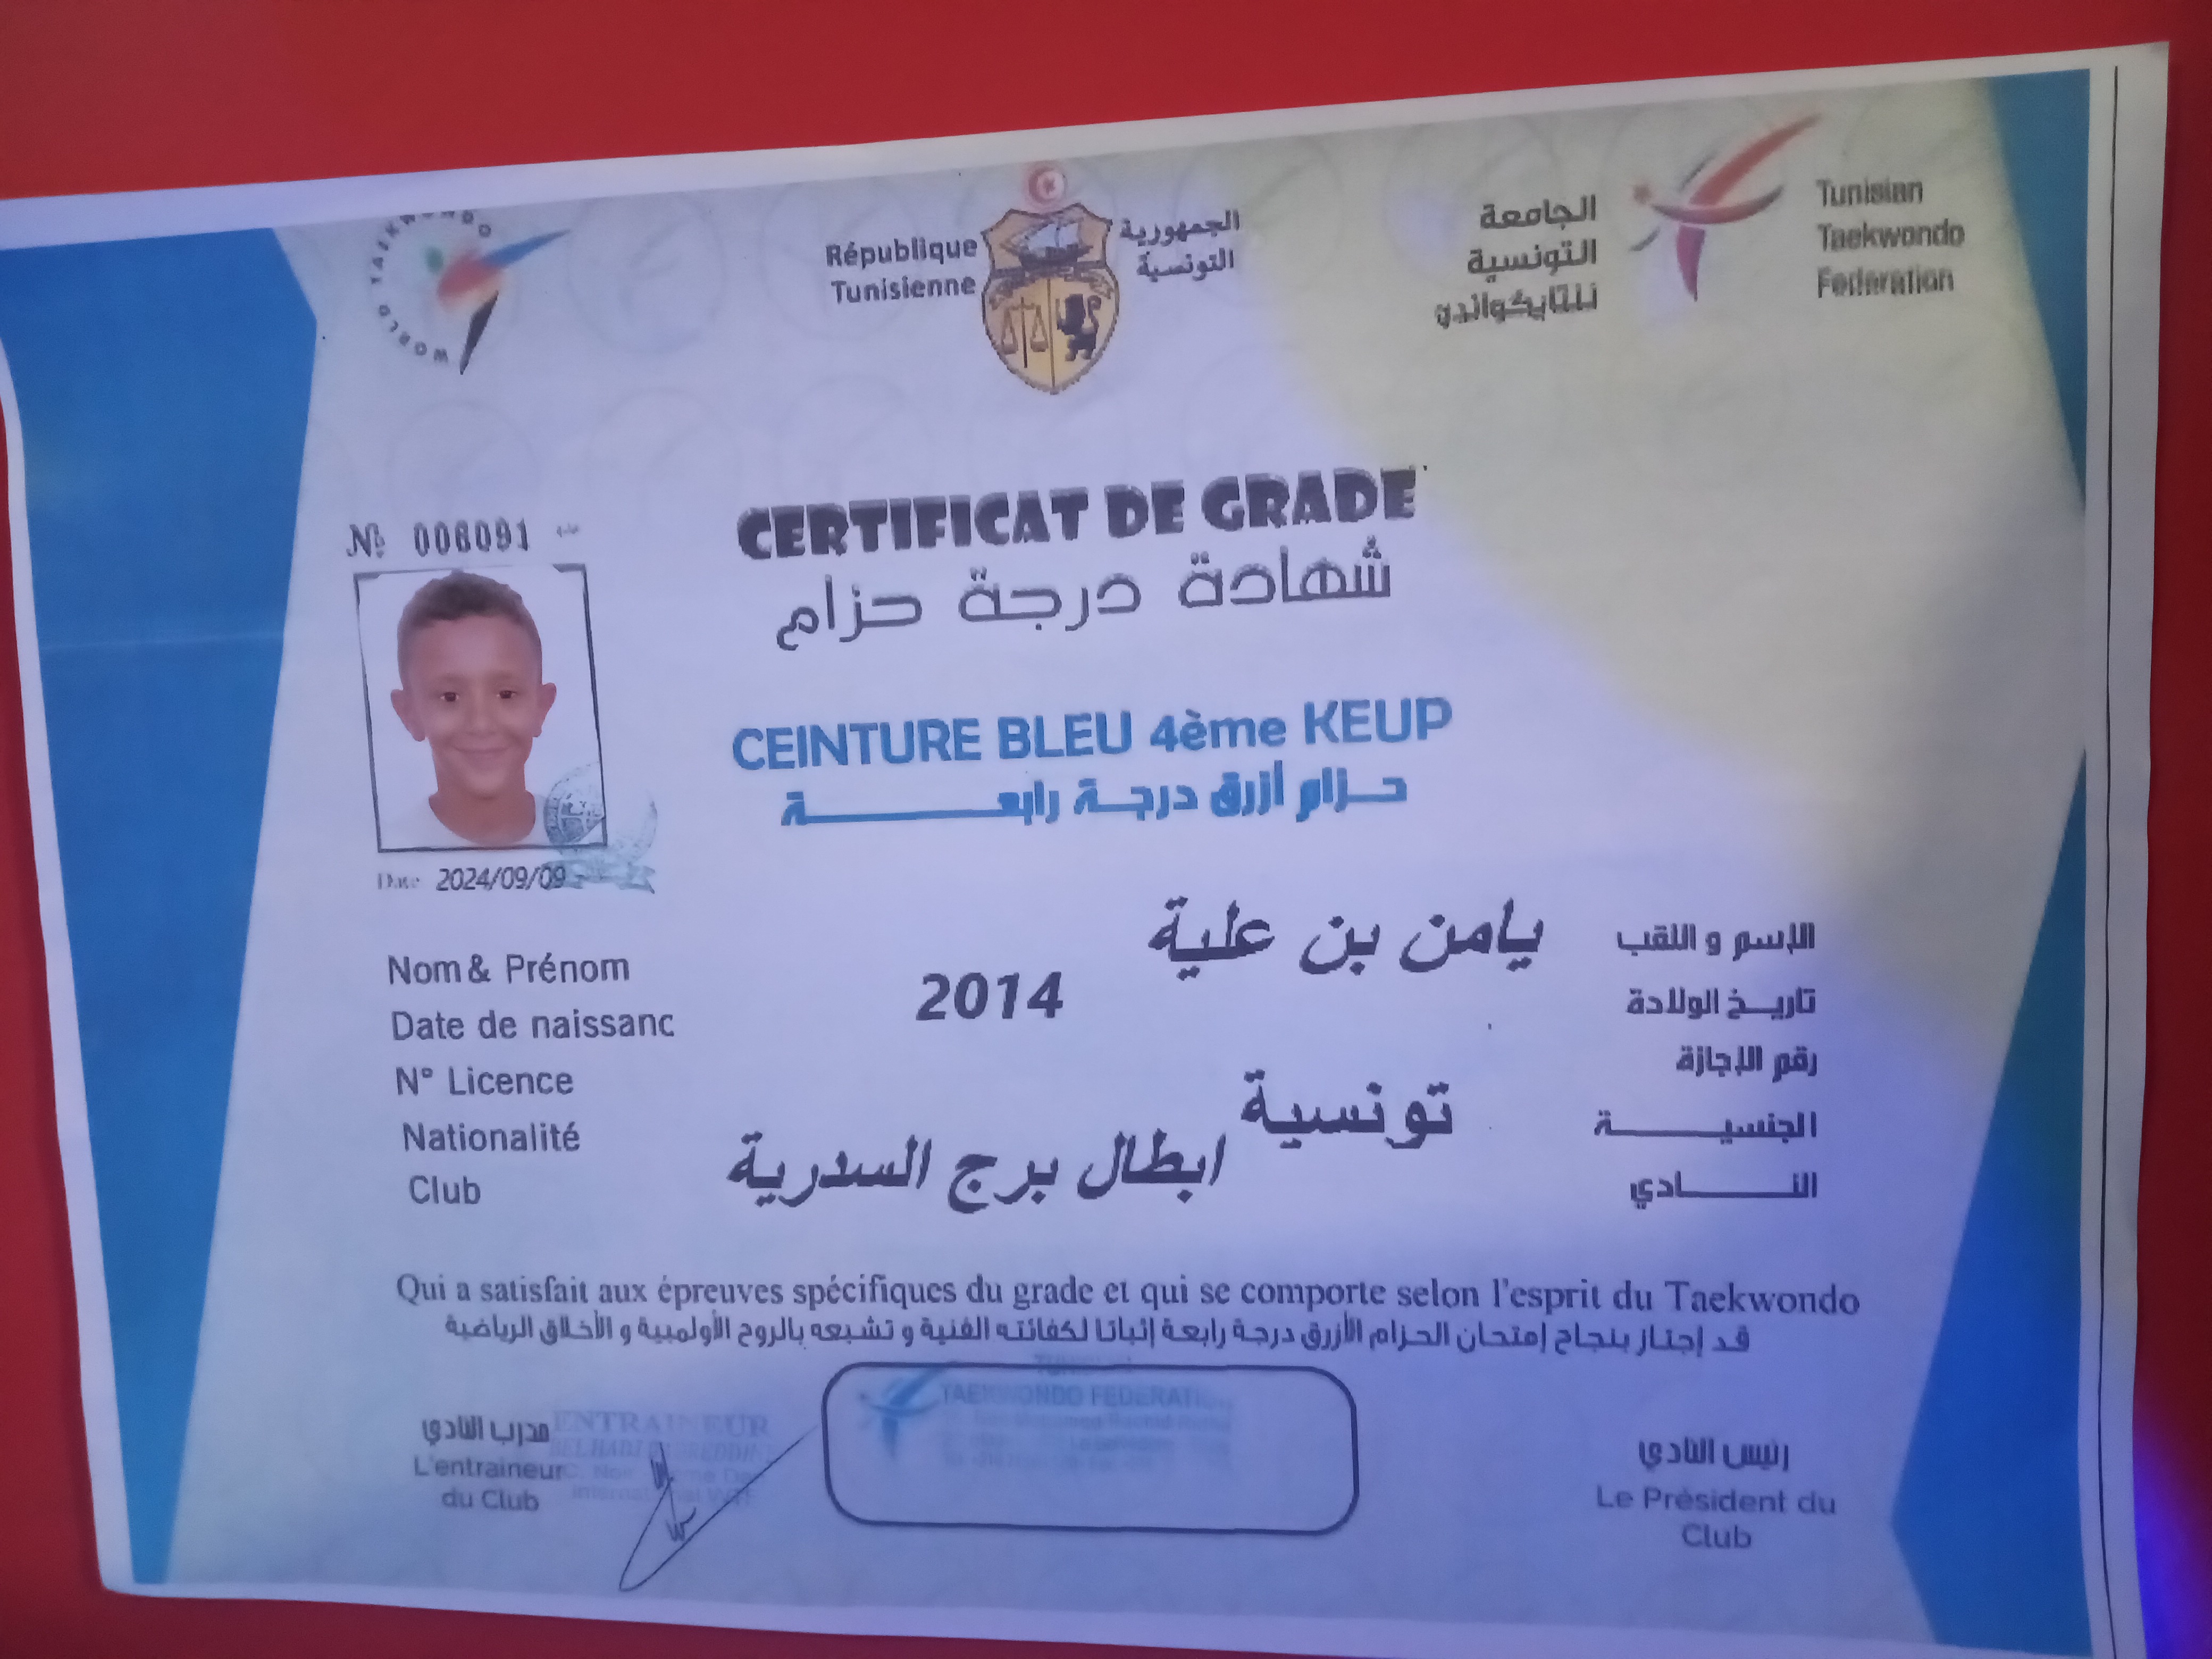 WORLD TAEKWONDO
République
Tunisienne
الجمهورية
التونسية
الجامعة
التونسية
للتايكواندو
Tunisian
Taekwondo
Federation
CERTIFICAT DE GRADE
شهادة درجة حزام
№ 008091
CEINTURE BLEU 4ème KEUP
حزام أزرق درجة رابعة
Date 2024/09/09
Nom & Prénom يامن بن علية الإسم و اللقب
Date de naissanc 2014 تاريخ الولادة
N° Licence رقم الإجازة
Nationalité تونسية الجنسية
Club ابطال برج السدرية النادي
Qui a satisfait aux épreuves spécifiques du grade et qui se comporte selon l'esprit du Taekwondo
قد إجتاز بنجاح إمتحان الحزام الأزرق درجة رابعة إثباتا لكفائته الفنية و تشبعه بالروح الأولمبية و الأخلاق الرياضية
مدرب النادي
L'entraineur
du Club
ENTRAINEUR
TAEKWONDO FEDERATI
رئيس النادي
Le Président du
Club